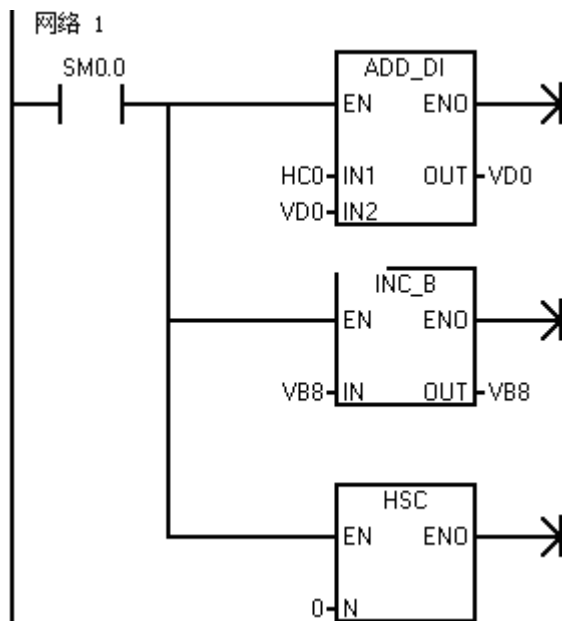 网络 1
SM0.0
ADD_DI
EN ENO
HC0 IN1 OUT VD0
VD0 IN2
INC_B
EN ENO
VB8 IN OUT VB8
HSC
EN ENO
0 N